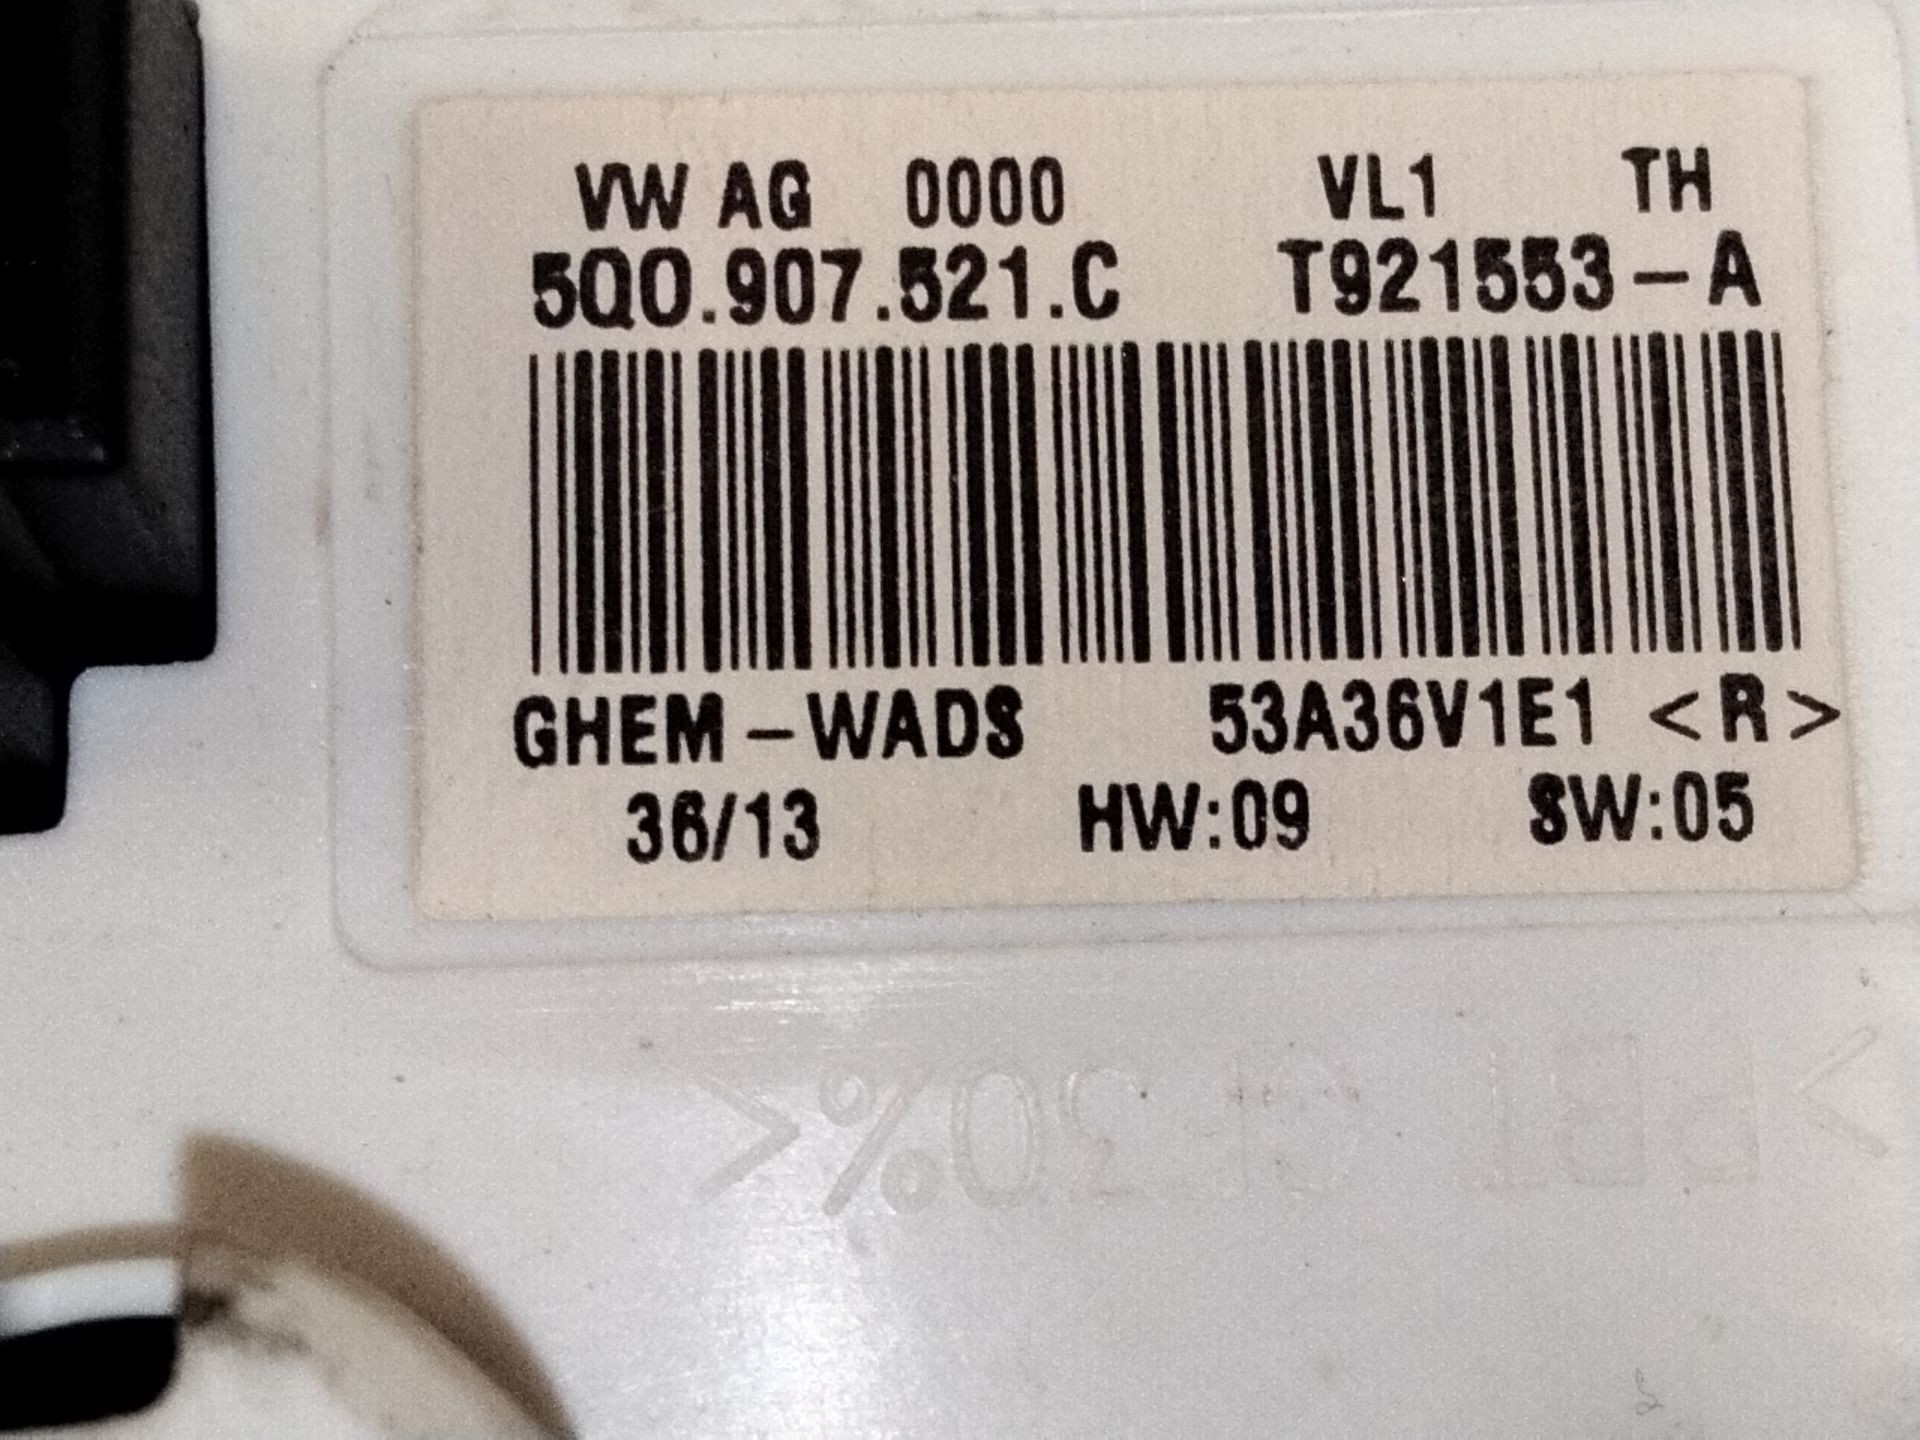 VW AG 0000 VL1 TH
5Q0.907.521.C T921553-A
GHEM-WADS 53A36V1E1 <R>
36/13 HW:09 SW:05